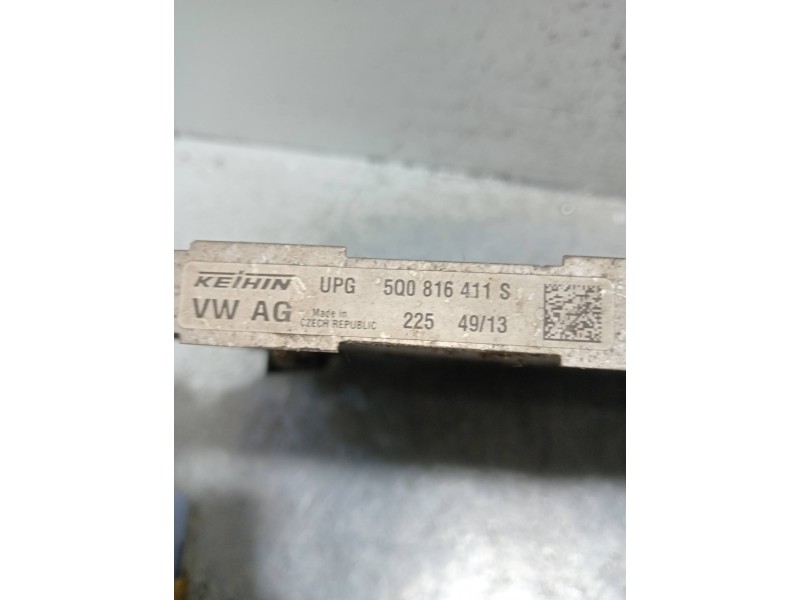 KEIHIN UPG 5Q0 816 411 S
VW AG Made in CZECH REPUBLIC 225 49/13